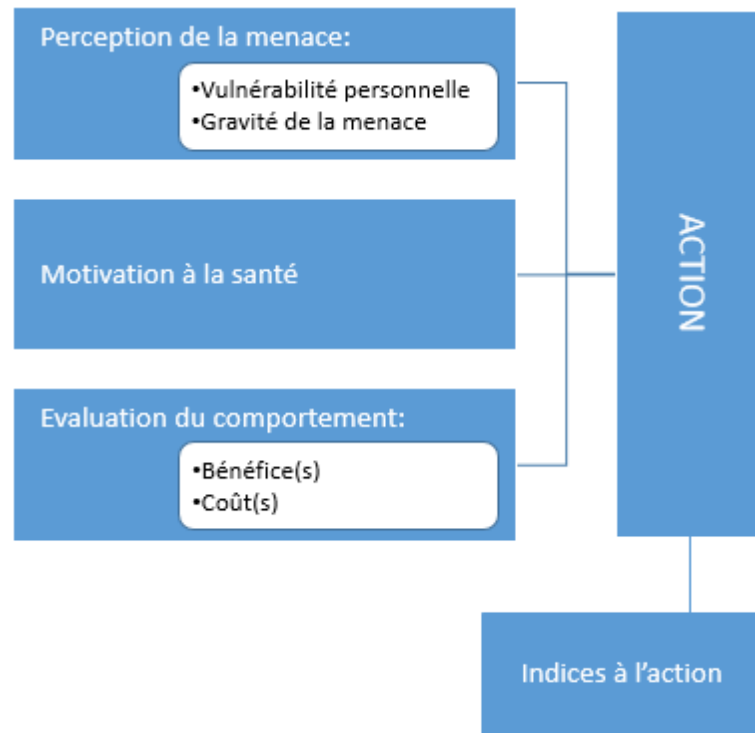 Perception de la menace:
•Vulnérabilité personnelle
•Gravité de la menace
Motivation à la santé
Evaluation du comportement:
•Bénéfice(s)
•Coût(s)
ACTION
Indices à l’action